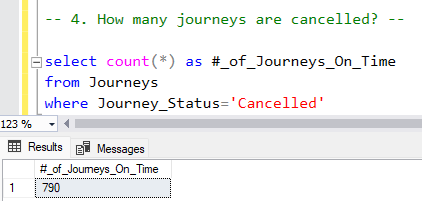 -- 4. How many journeys are cancelled? --
select count(*) as #_of_Journeys_On_Time
from Journeys
where Journey_Status='Cancelled'
123 %
Results Messages
#_of_Journeys_On_Time
1 790